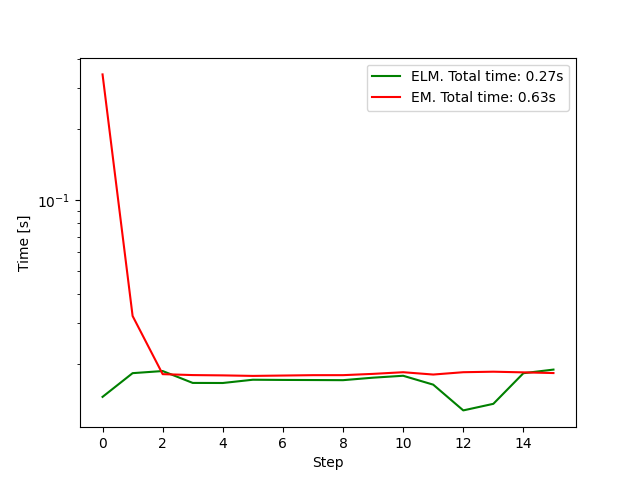 ELM. Total time: 0.27s
EM. Total time: 0.63s
10⁻¹
Time [s]
0 2 4 6 8 10 12 14
Step